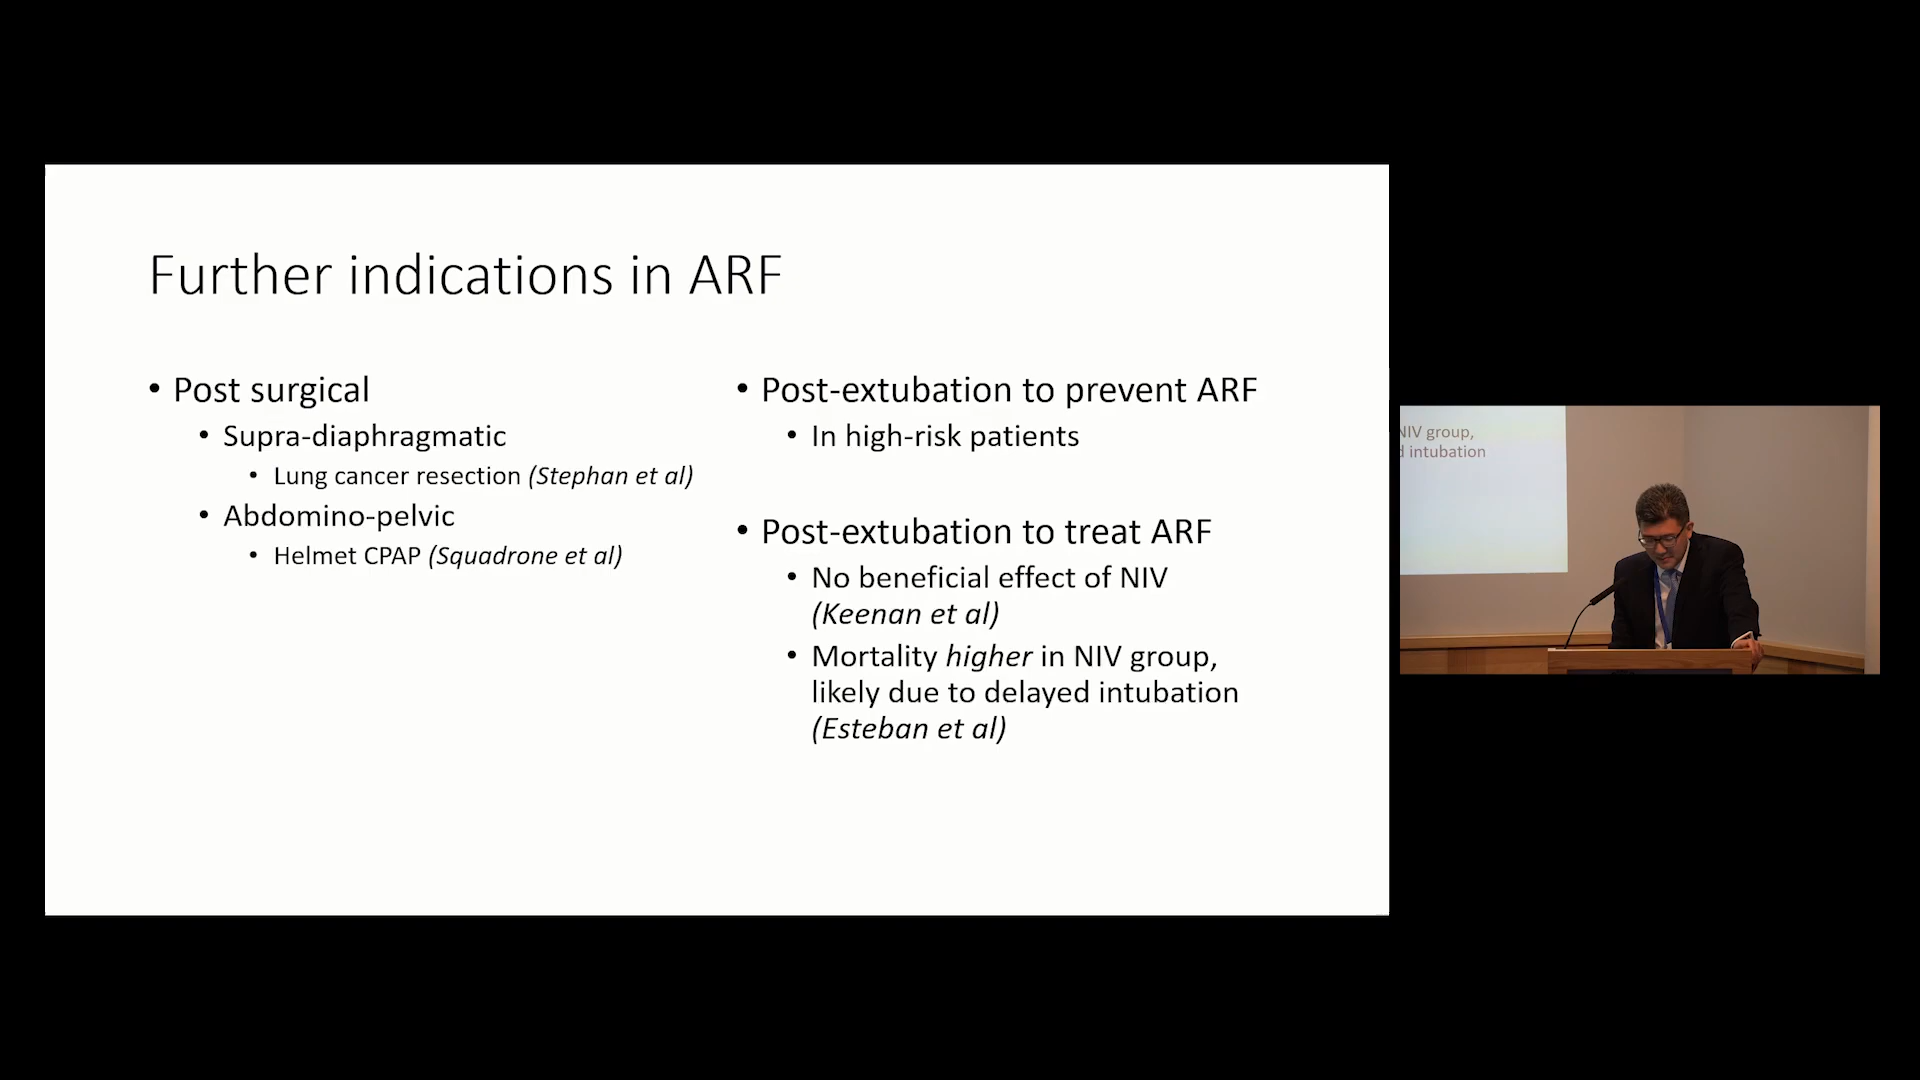 Further indications in ARF
• Post surgical
• Supra-diaphragmatic
• Lung cancer resection (Stephan et al)
• Abdomino-pelvic
• Helmet CPAP (Squadrone et al)
• Post-extubation to prevent ARF
• In high-risk patients
• Post-extubation to treat ARF
• No beneficial effect of NIV
(Keenan et al)
• Mortality higher in NIV group,
likely due to delayed intubation
(Esteban et al)
NIV group,
d intubation